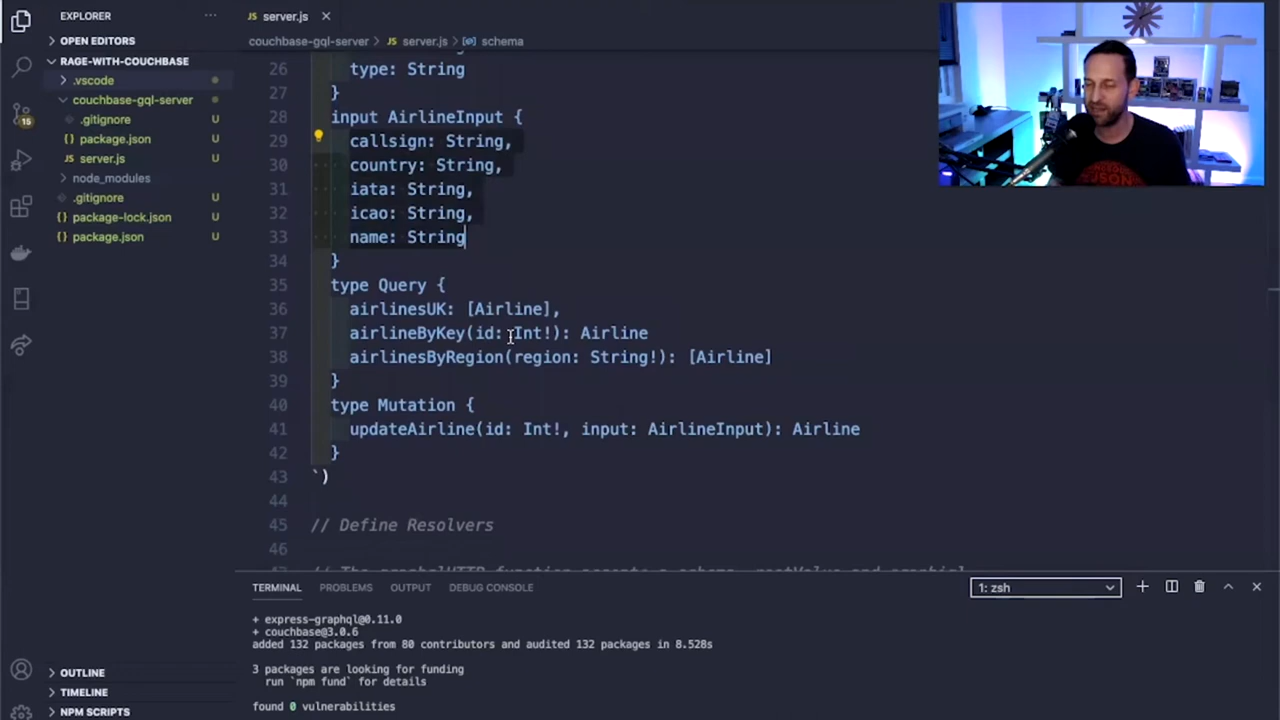 EXPLORER
OPEN EDITORS
RAGE-WITH-COUCHBASE
.vscode
couchbase-gql-server
.gitignore U
package.json U
server.js U
node_modules
.gitignore U
package-lock.json U
package.json U
15
OUTLINE
TIMELINE
NPM SCRIPTS
JS server.js
couchbase-gql-server > JS server.js > schema
26 type: String
27 }
28 input AirlineInput {
29 callsign: String,
30 country: String,
31 iata: String,
32 icao: String,
33 name: String
34 }
35 type Query {
36 airlinesUK: [Airline],
37 airlineByKey(id: Int!): Airline
38 airlinesByRegion(region: String!): [Airline]
39 }
40 type Mutation {
41 updateAirline(id: Int!, input: AirlineInput): Airline
42 }
43 `)
44
45 // Define Resolvers
46
TERMINAL PROBLEMS OUTPUT DEBUG CONSOLE 1: zsh
+ express-graphql@0.11.0
+ couchbase@3.0.6
added 132 packages from 80 contributors and audited 132 packages in 8.528s
3 packages are looking for funding
run `npm fund` for details
found 0 vulnerabilities